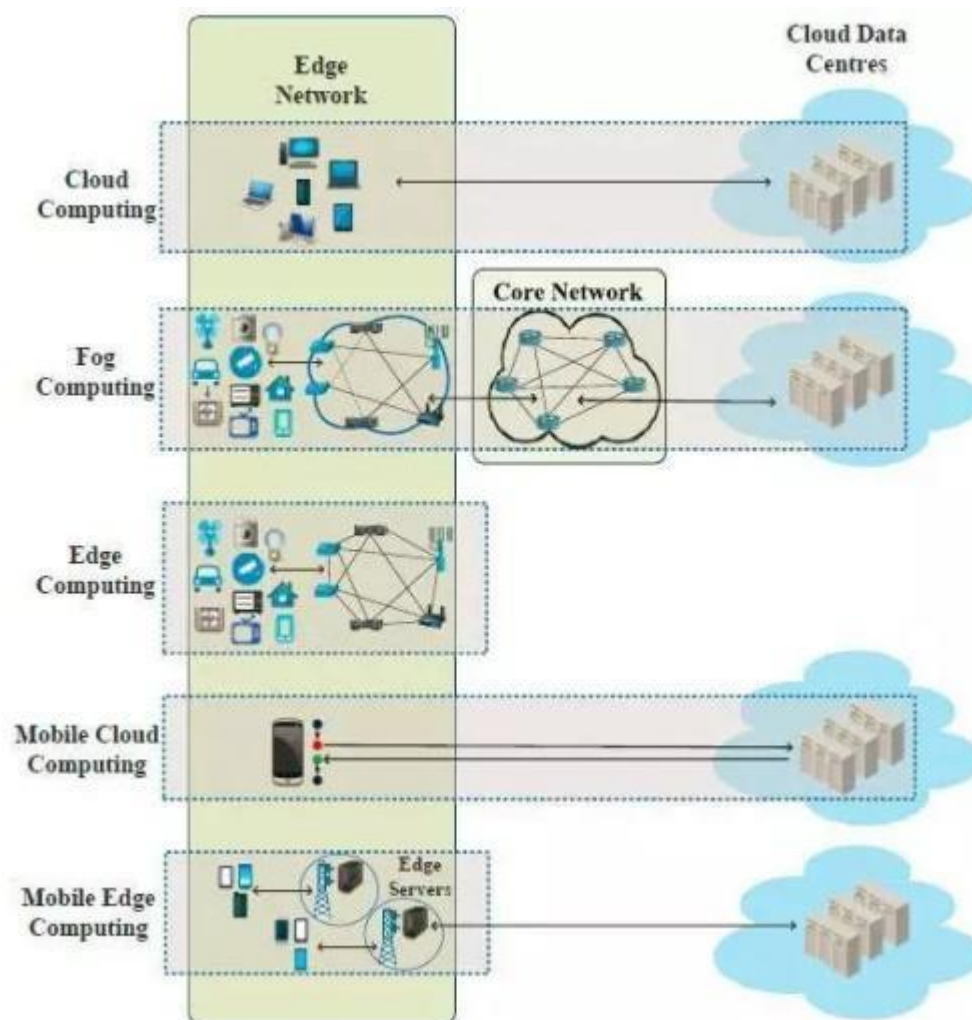 Edge
Network
Cloud Data
Centres
Cloud
Computing
Core Network
Fog
Computing
Edge
Computing
Mobile Cloud
Computing
Edge
Servers
Mobile Edge
Computing